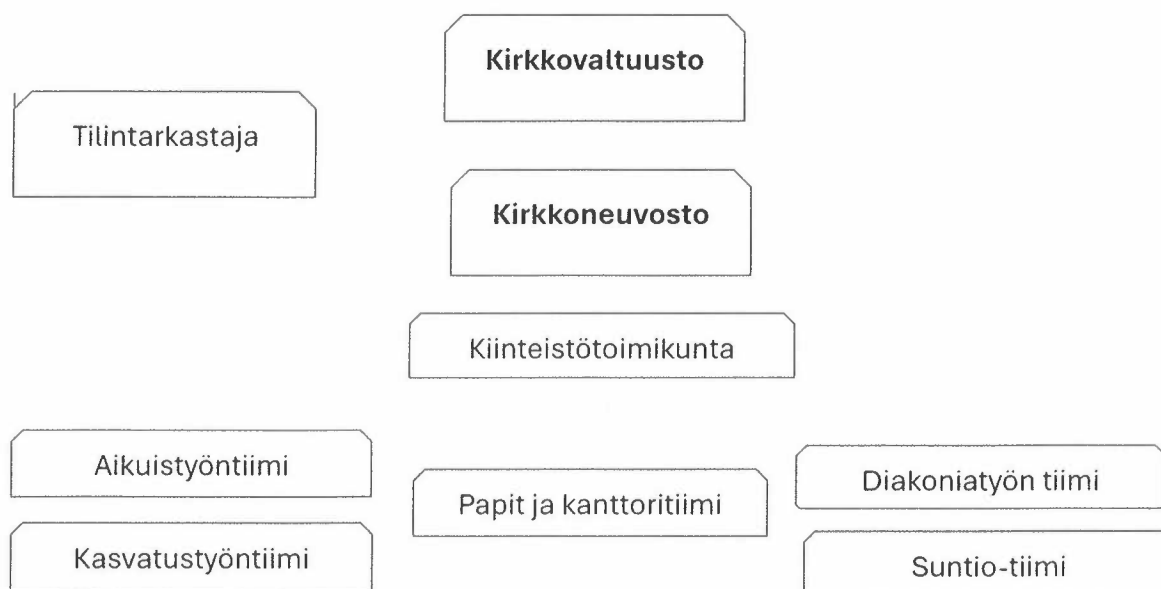 Kirkkovaltuusto
Tilintarkastaja
Kirkkoneuvosto
Kiinteistötoimikunta
Aikuistyöntiimi
Papit ja kanttoritiimi
Diakoniatyön tiimi
Kasvatustyöntiimi
Suntio-tiimi